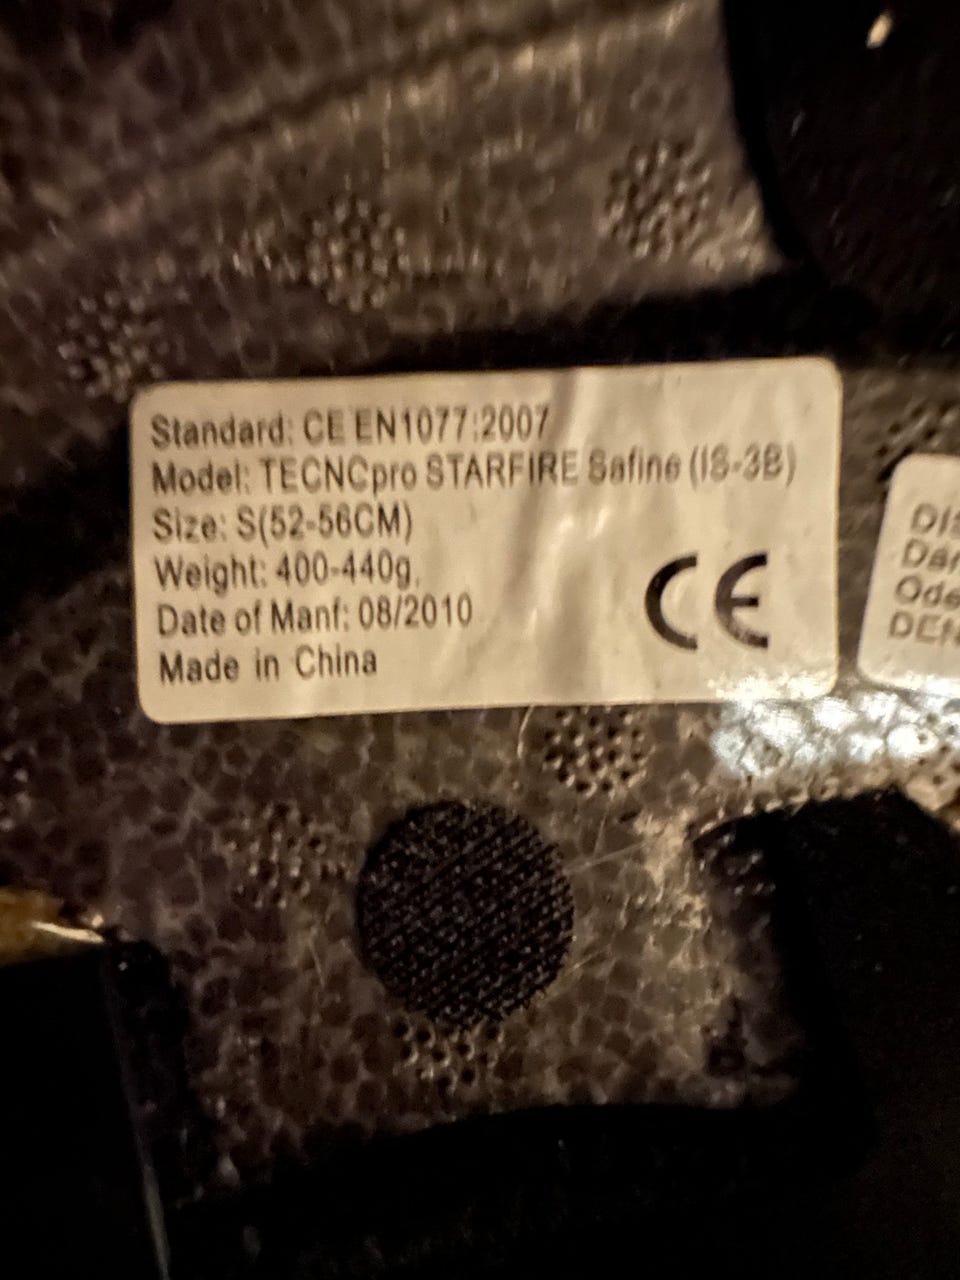 Standard: CE EN1077:2007
Model: TECNCpro STARFIRE Safine (IS-3B)
Size: S(52-56CM)
Weight: 400-440g.
Date of Manf: 08/2010
Made in China
CE